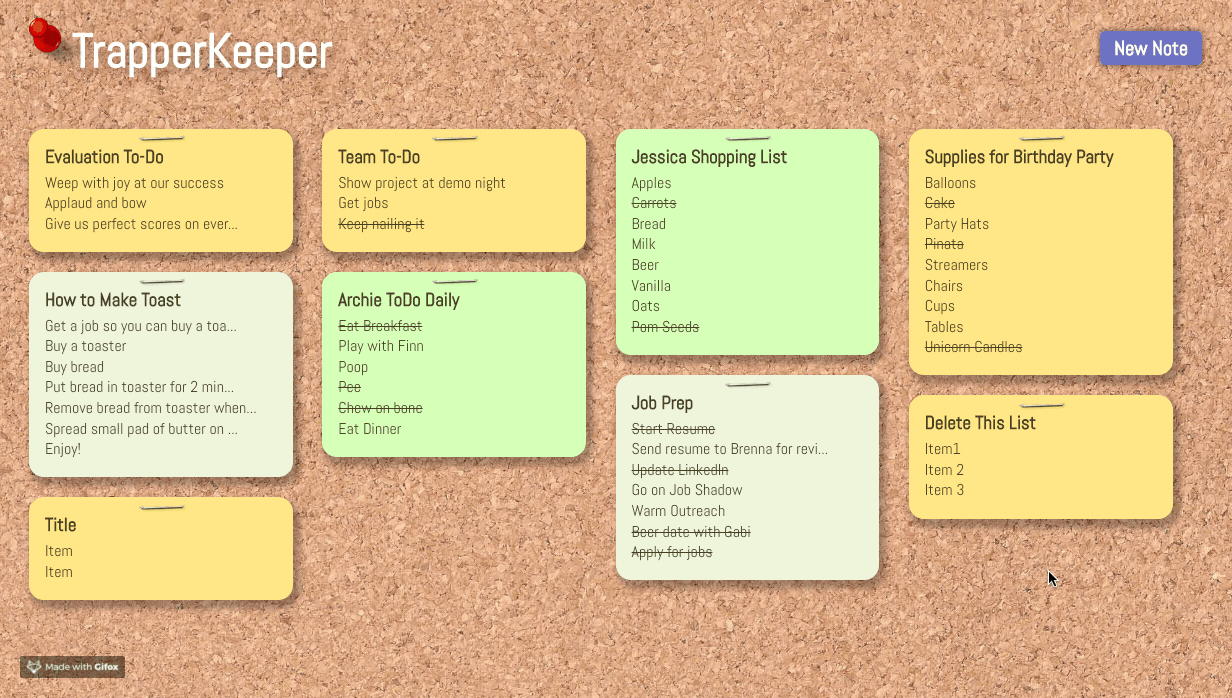 TrapperKeeper
New Note
Evaluation To-Do
Weep with joy at our success
Applaud and bow
Give us perfect scores on ever...
Team To-Do
Show project at demo night
Get jobs
Keep nailing it
Jessica Shopping List
Apples
Carrots
Bread
Milk
Beer
Vanilla
Oats
Pom Seeds
Supplies for Birthday Party
Balloons
Cake
Party Hats
Pinata
Streamers
Chairs
Cups
Tables
Unicorn Candles
How to Make Toast
Get a job so you can buy a toa...
Buy a toaster
Buy bread
Put bread in toaster for 2 min...
Remove bread from toaster when...
Spread small pad of butter on ...
Enjoy!
Archie ToDo Daily
Eat Breakfast
Play with Finn
Poop
Pee
Chew on bone
Eat Dinner
Job Prep
Start Resume
Send resume to Brenna for revi...
Update LinkedIn
Go on Job Shadow
Warm Outreach
Beer date with Gabi
Apply for jobs
Delete This List
Item1
Item 2
Item 3
Title
Item
Item
Made with Gifox